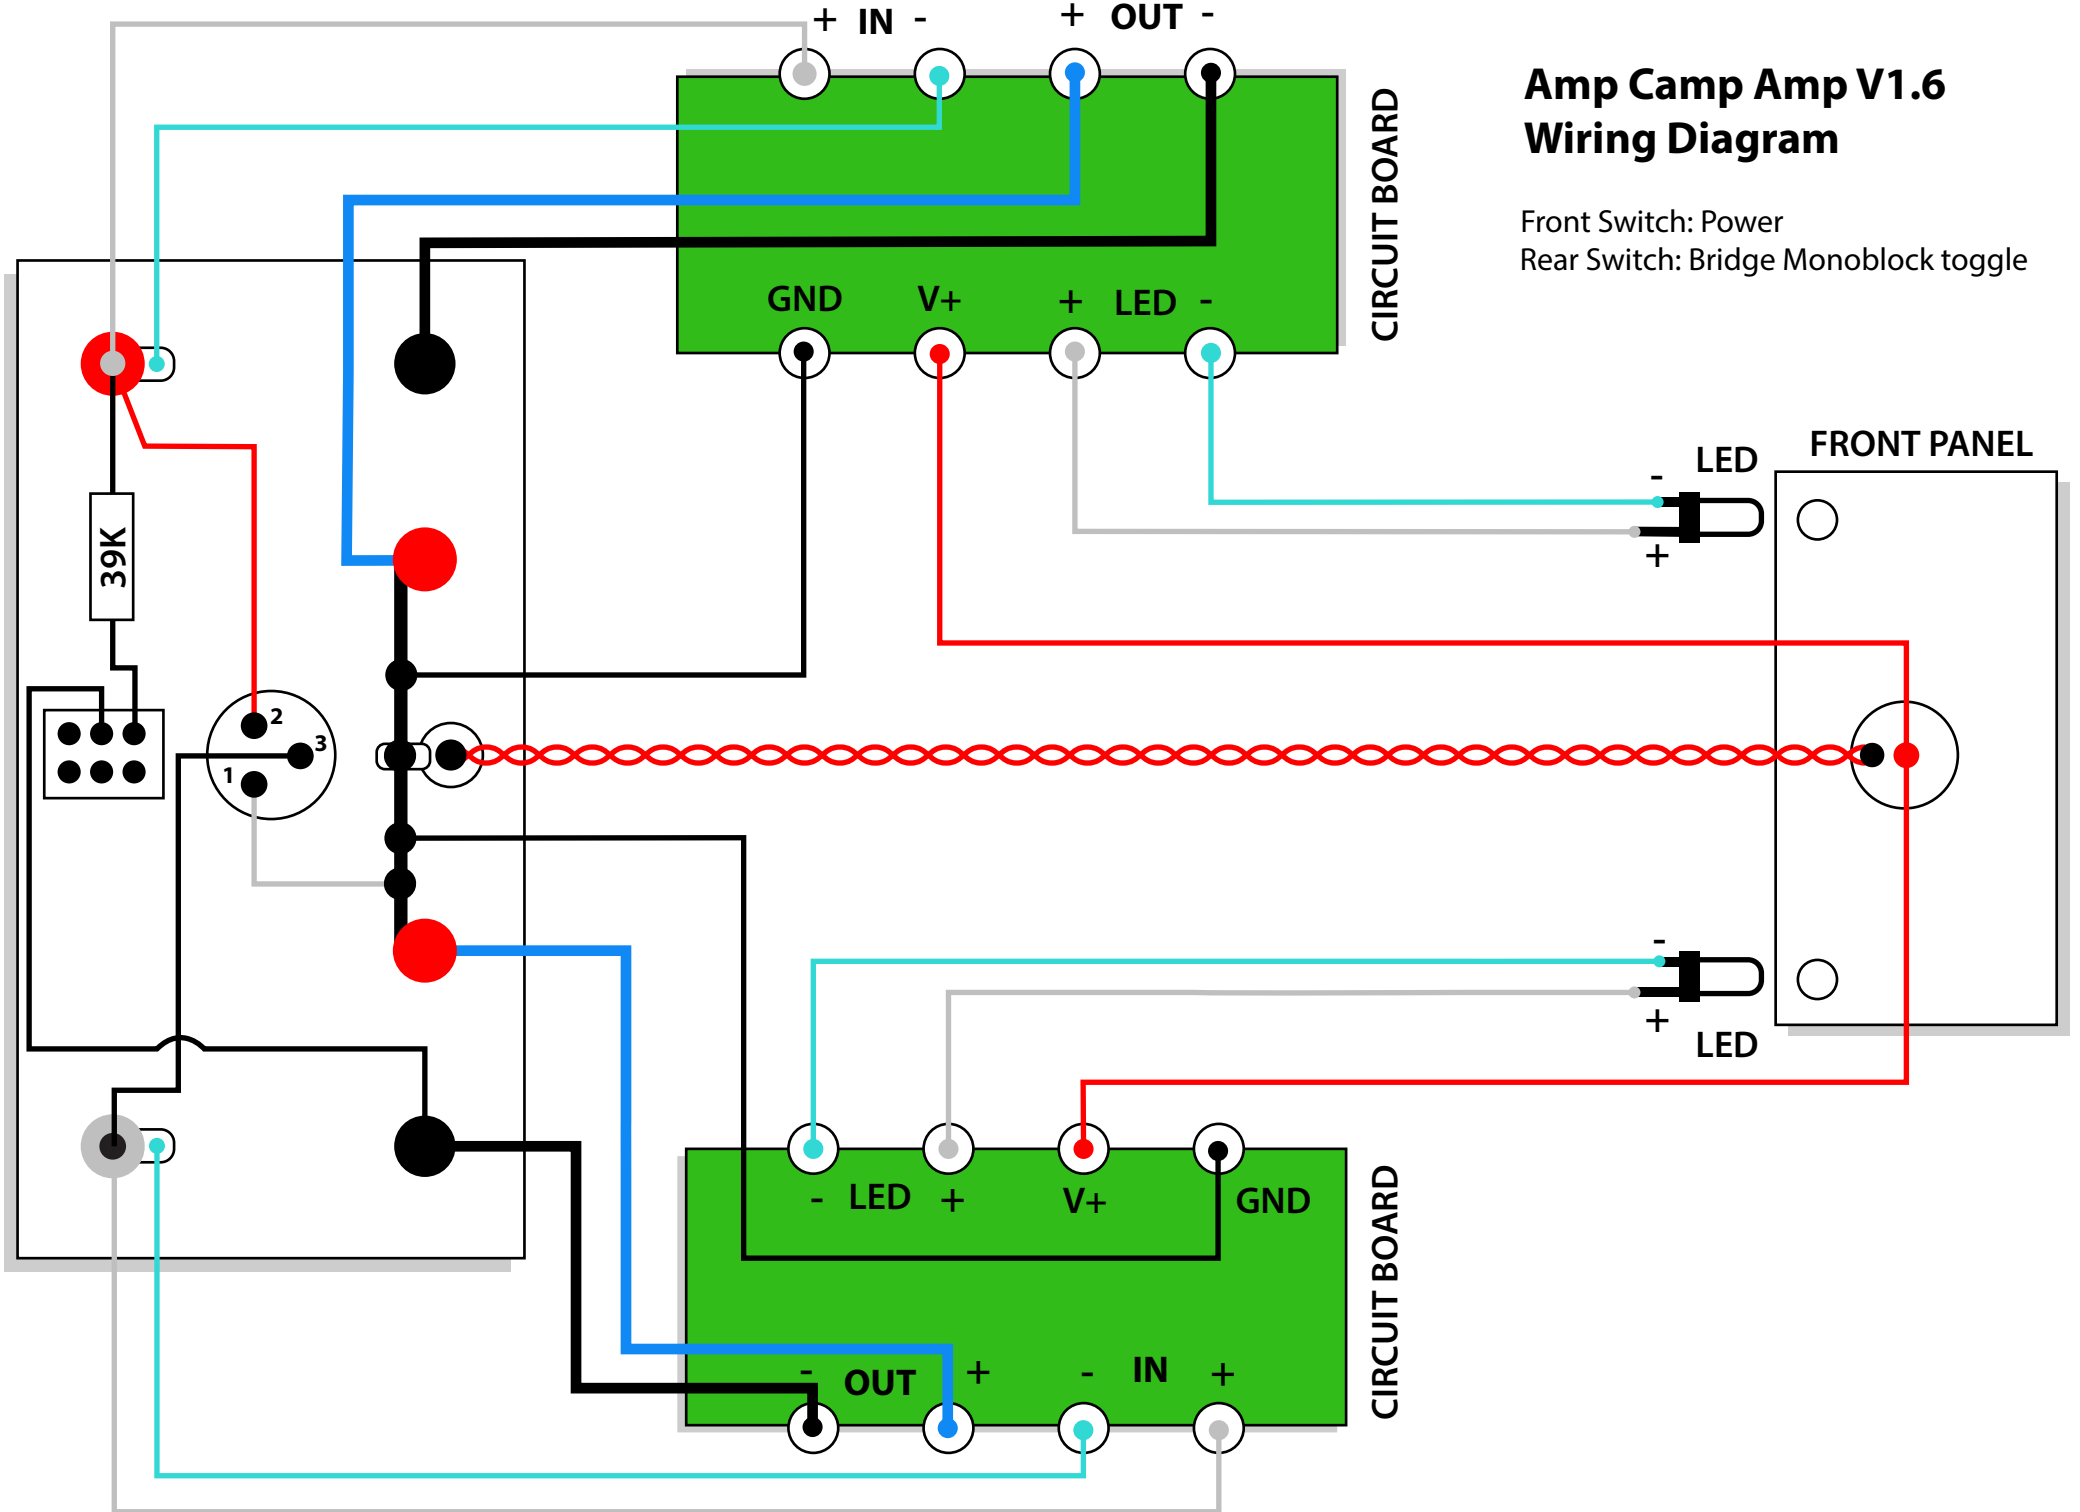 + IN -
+ OUT -
Amp Camp Amp V1.6
Wiring Diagram
Front Switch: Power
Rear Switch: Bridge Monoblock toggle
CIRCUIT BOARD
GND V+ + LED -
FRONT PANEL
LED
-
+
39K
2
3
1
-
+
LED
- LED + V+ GND
CIRCUIT BOARD
- OUT + - IN +